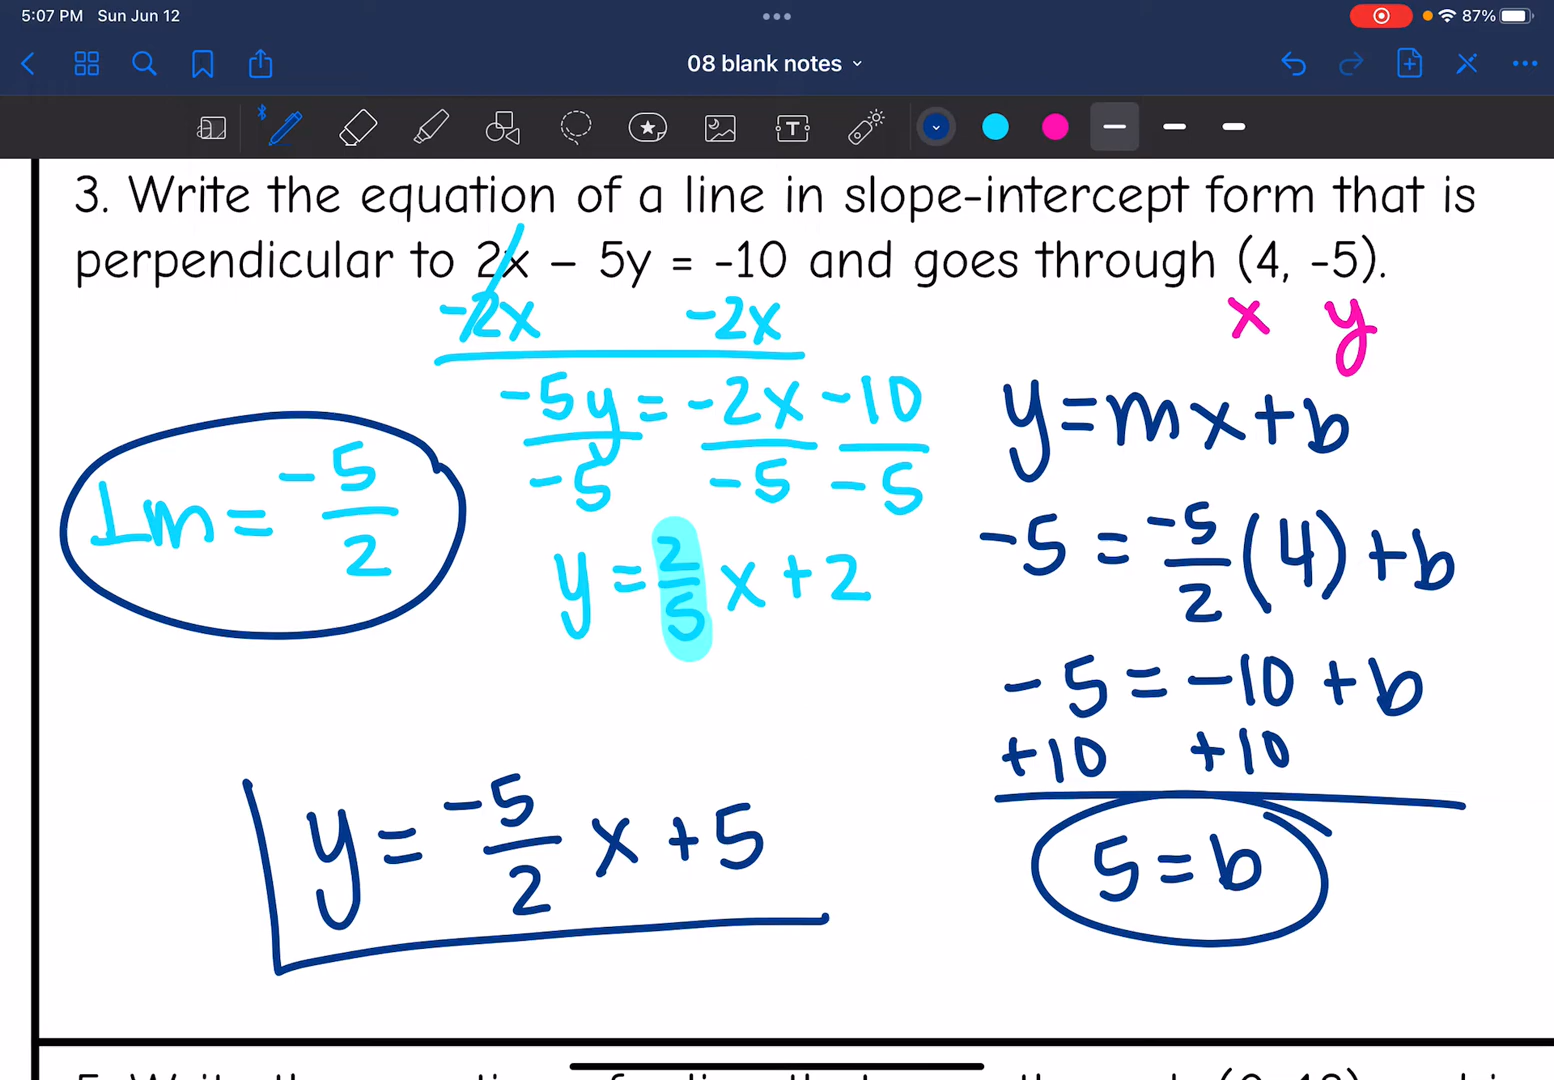 5:07 PM Sun Jun 12
87%
08 blank notes
3. Write the equation of a line in slope-intercept form that is
perpendicular to 2x – 5y = -10 and goes through (4, -5).
-2x -2x
x y
-5y = -2x -10
-5 -5 -5
y = 2/5 x + 2
⊥m = -5/2
y = mx + b
-5 = -5/2 (4) + b
-5 = -10 + b
+10 +10
5 = b
y = -5/2 x + 5